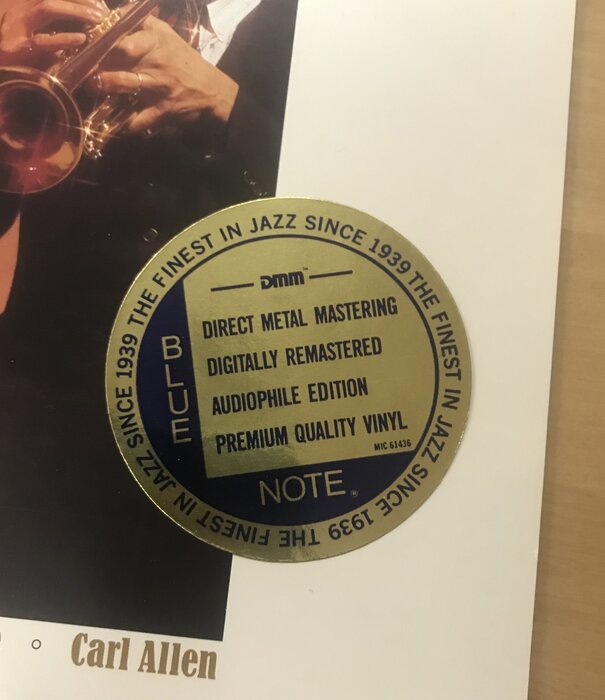 THE FINEST IN JAZZ SINCE 1939 THE FINEST IN JAZZ SINCE 1939 THE FINEST IN JAZZ SINCE 1939
DMM™
DIRECT METAL MASTERING
DIGITALLY REMASTERED
AUDIOPHILE EDITION
PREMIUM QUALITY VINYL
MIC 61436
BLUE
NOTE®
° Carl Allen